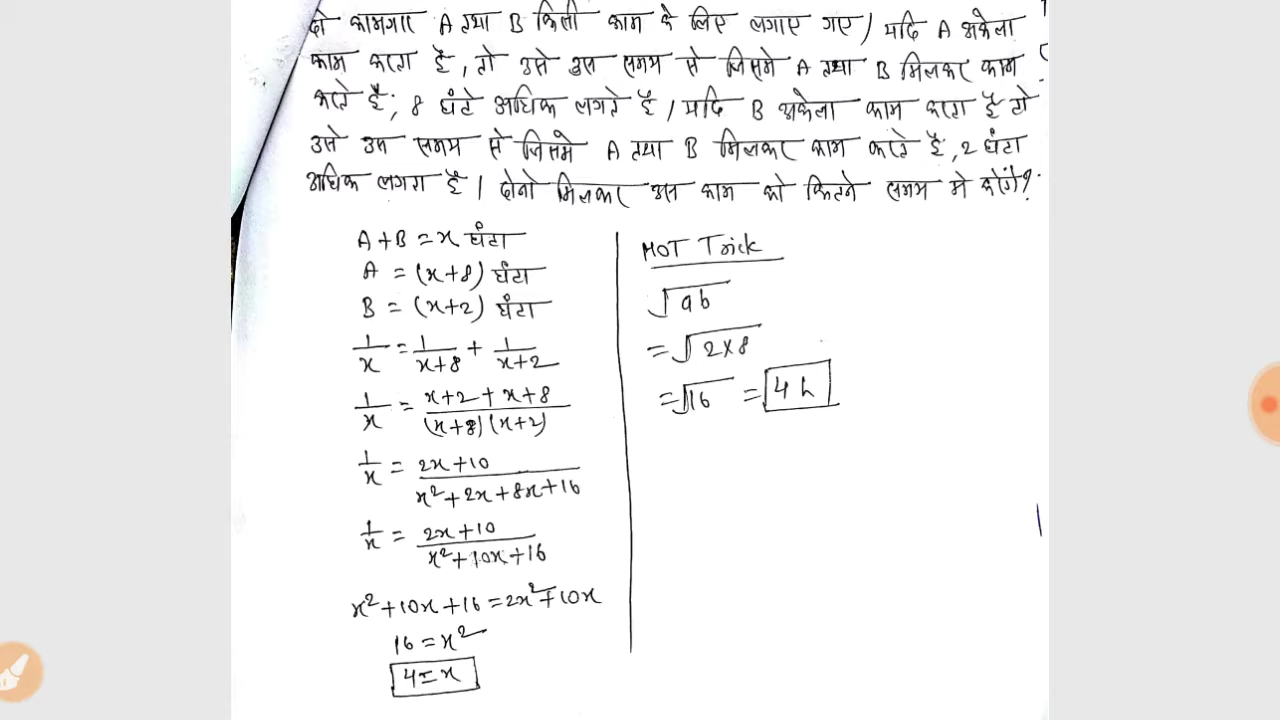 दो कामगार A तथा B किसी काम के लिए लगाए गए / यदि A अकेला
काम करता है, तो उसे उस समय से जिसमे A तथा B मिलकर काम
करते है; 8 घंटे अधिक लगते है / यदि B अकेला काम करता है तो
उसे उस समय से जिसमे A तथा B मिलकर काम करते है, 2 घंटा
अधिक लगता है / दोनो मिलकर उस काम को कितने समय मे करेंगे?
A + B = x घंटा
A = (x+8) घंटा
B = (x+2) घंटा
1/x = 1/x+8 + 1/x+2
1/x = x+2+x+8/(x+8)(x+2)
1/x = 2x+10/x²+2x+8x+16
1/x = 2x+10/x²+10x+16
x²+10x+16 = 2x²+10x
16 = x²
4 = x
HOT Trick
√ab
= √2×8
= √16 = 4 h